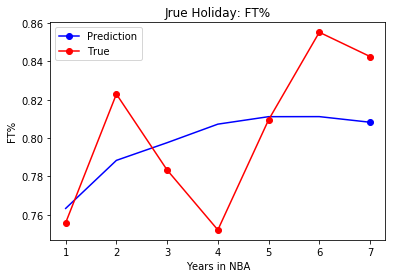 Jrue Holiday: FT%
0.86
Prediction
True
0.84
0.82
0.80
0.78
0.76
FT%
1 2 3 4 5 6 7
Years in NBA